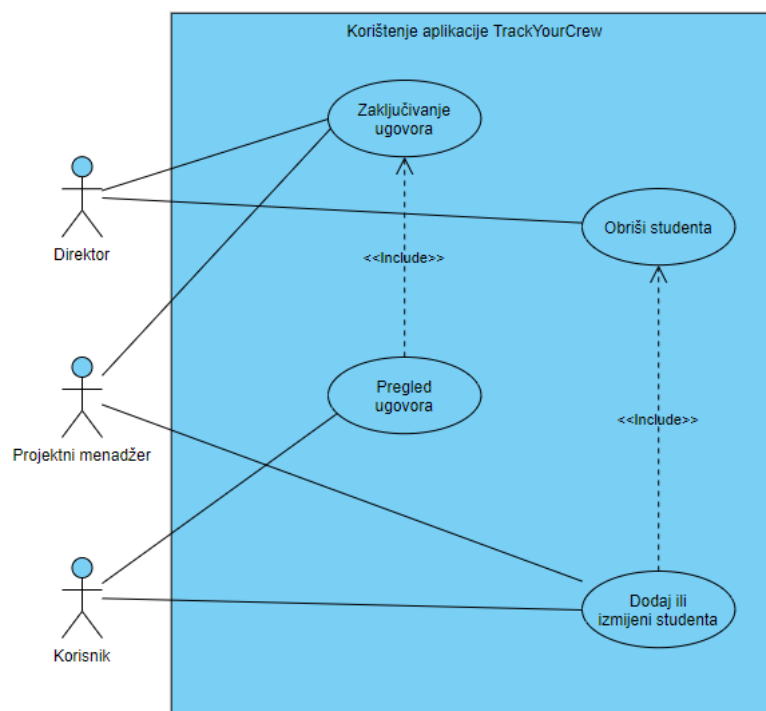 Korištenje aplikacije TrackYourCrew
Zaključivanje
ugovora
Direktor
Obriši studenta
<<Include>>
Projektni menadžer
Pregled
ugovora
<<Include>>
Korisnik
Dodaj ili
izmijeni studenta